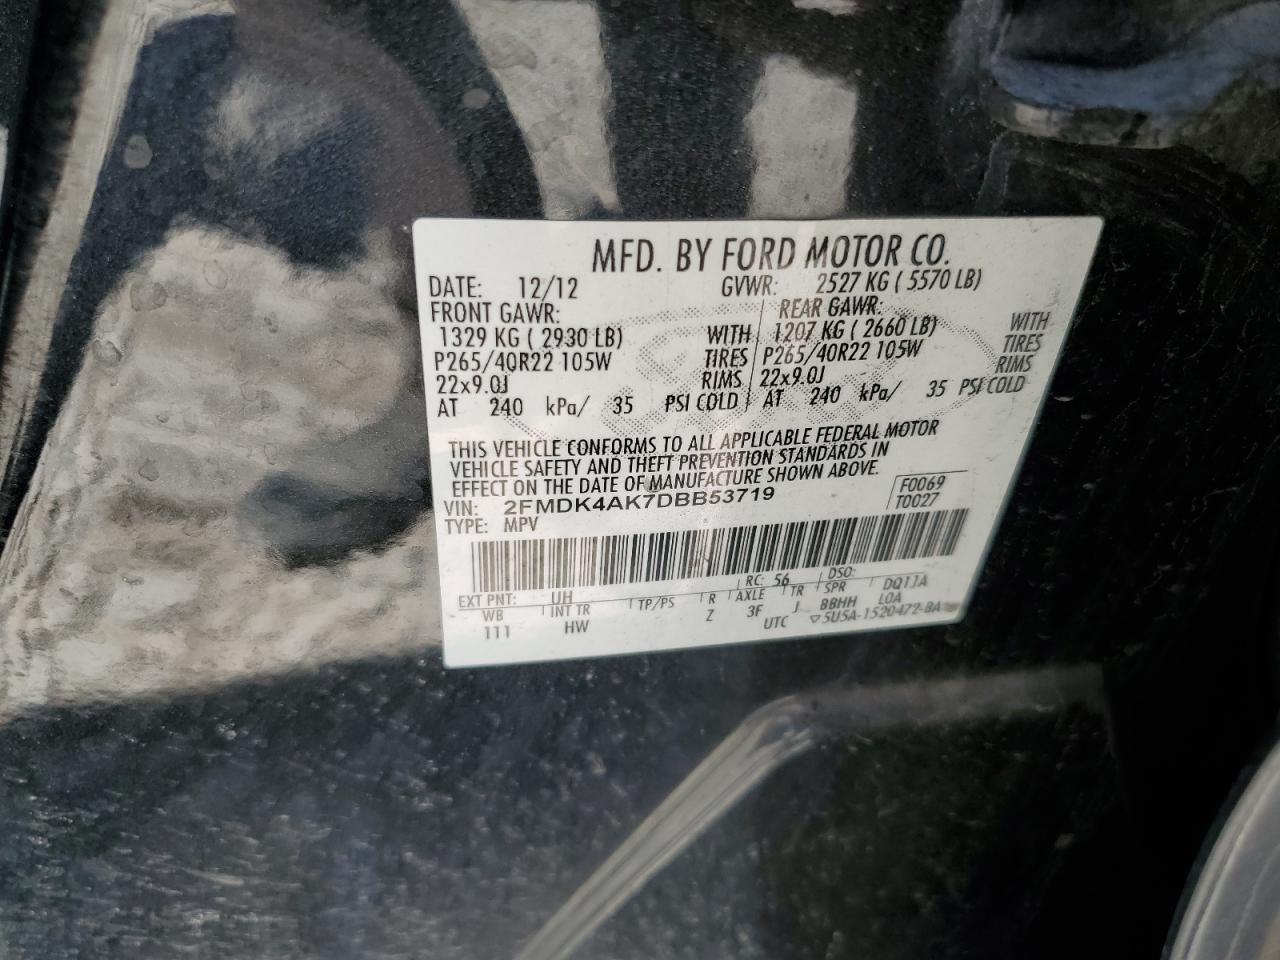 MFD. BY FORD MOTOR CO.
DATE: 12/12 GVWR: 2527 KG ( 5570 LB)
FRONT GAWR: REAR GAWR:
1329 KG ( 2930 LB) WITH 1207 KG ( 2660 LB) WITH
P265/40R22 105W TIRES P265/40R22 105W TIRES
22x9.0J RIMS 22x9.0J RIMS
AT 240 kPa/ 35 PSI COLD AT 240 kPa/ 35 PSI COLD
THIS VEHICLE CONFORMS TO ALL APPLICABLE FEDERAL MOTOR
VEHICLE SAFETY AND THEFT PREVENTION STANDARDS IN
EFFECT ON THE DATE OF MANUFACTURE SHOWN ABOVE.
VIN: 2FMDK4AK7DBB53719 F0069
TYPE: MPV T0027
EXT PNT: UH RC: 56 DSO:
WB INT TR TP/PS R AXLE TR SPR DQ1JA
111 HW Z 3F J BBHH LOA
UTC ▽5U5A-1520472-BA